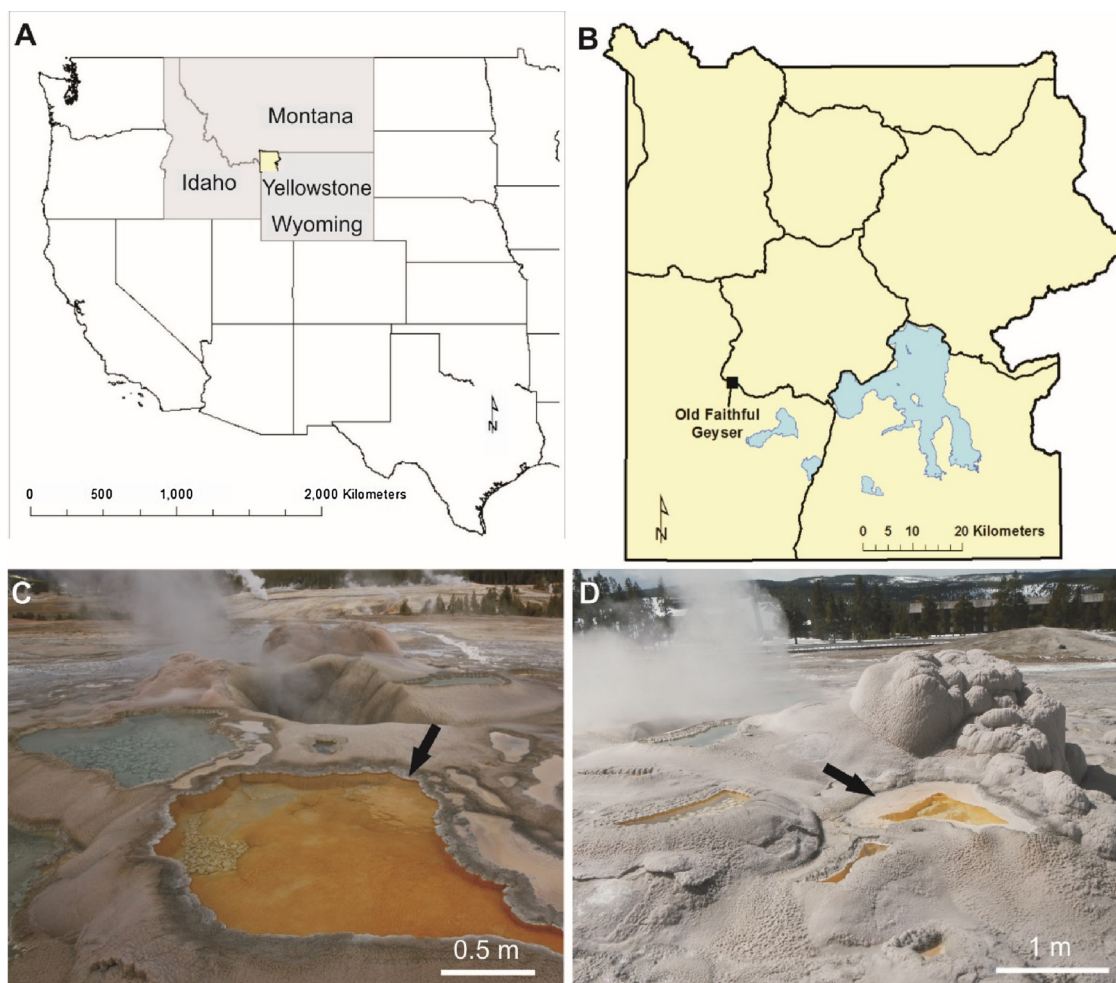 A
Montana
Idaho
Yellowstone
Wyoming
N
0 500 1,000 2,000 Kilometers
B
Old Faithful
Geyser
N
0 5 10 20 Kilometers
C
0.5 m
D
1 m